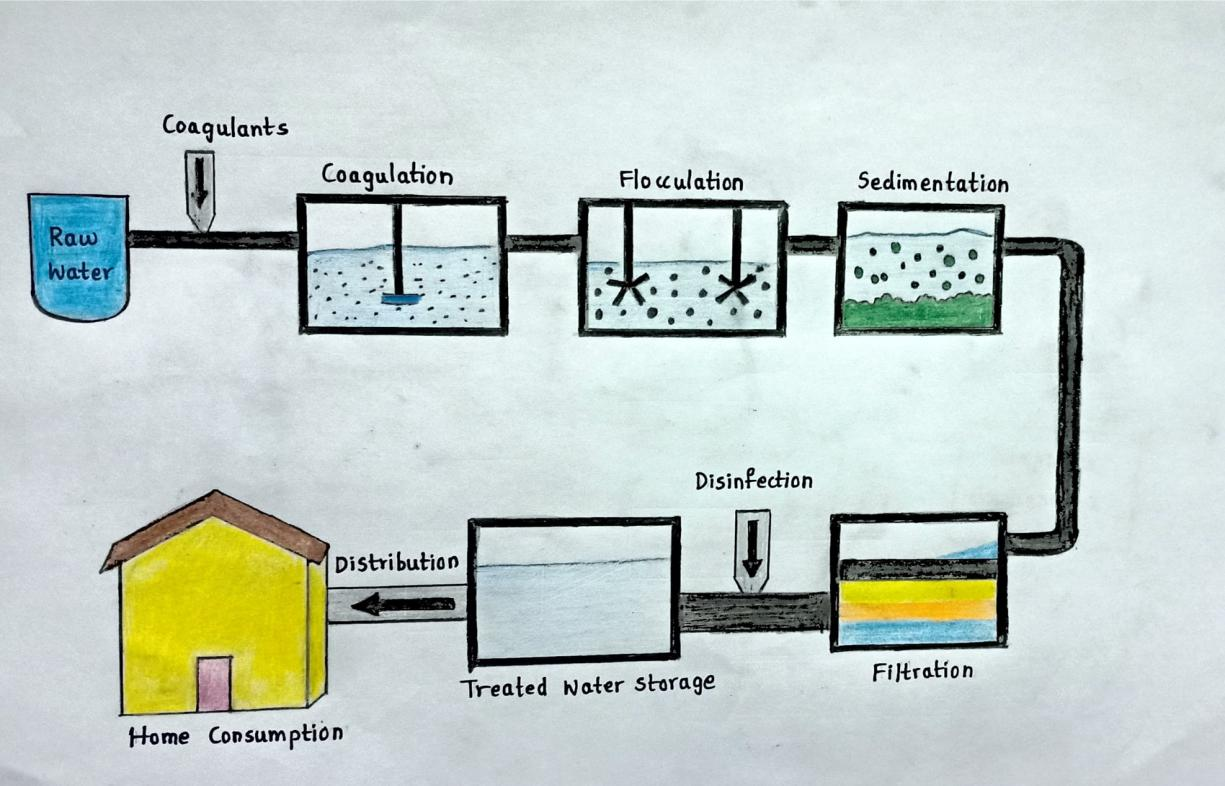 Coagulants
Coagulation
Flocculation
Sedimentation
Raw
Water
Disinfection
Distribution
Treated Water Storage
Filtration
Home Consumption